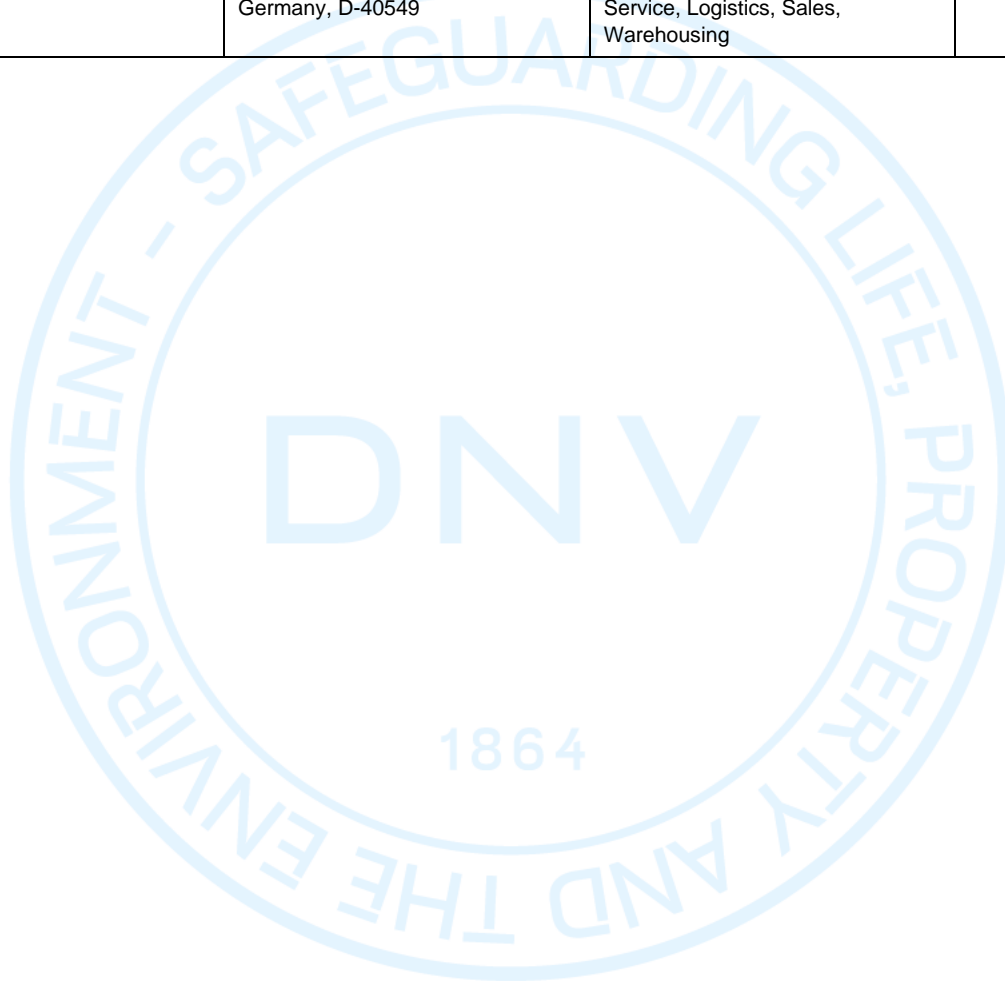 Germany, D-40549
Service, Logistics, Sales,
Warehousing
SAFEGUARDING LIFE, PROPERTY AND THE ENVIRONMENT -
DNV
1864